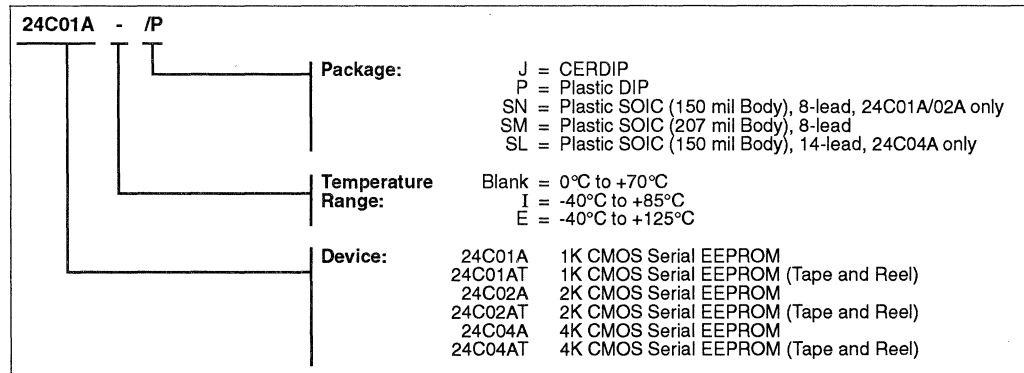 24C01A - /P
Package: J = CERDIP
P = Plastic DIP
SN = Plastic SOIC (150 mil Body), 8-lead, 24C01A/02A only
SM = Plastic SOIC (207 mil Body), 8-lead
SL = Plastic SOIC (150 mil Body), 14-lead, 24C04A only
Temperature Blank = 0°C to +70°C
Range: I = -40°C to +85°C
E = -40°C to +125°C
Device: 24C01A 1K CMOS Serial EEPROM
24C01AT 1K CMOS Serial EEPROM (Tape and Reel)
24C02A 2K CMOS Serial EEPROM
24C02AT 2K CMOS Serial EEPROM (Tape and Reel)
24C04A 4K CMOS Serial EEPROM
24C04AT 4K CMOS Serial EEPROM (Tape and Reel)